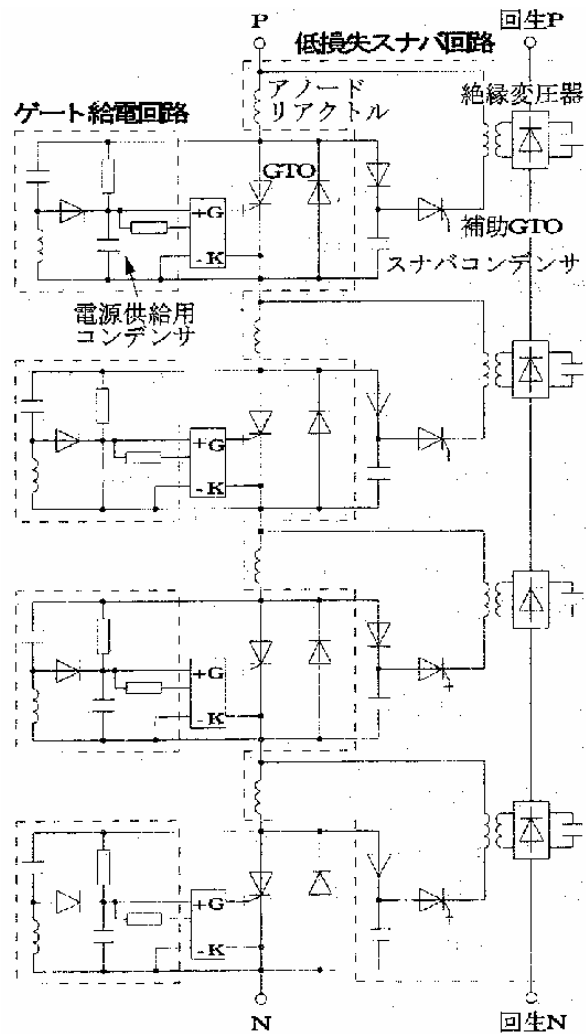 P
回生P
低損失スナバ回路
アノード
リアクトル
絶縁変圧器
ゲート給電回路
GTO
+G
-K
補助GTO
スナバコンデンサ
電源供給用
コンデンサ
+G
-K
+G
-K
+G
-K
N
回生N